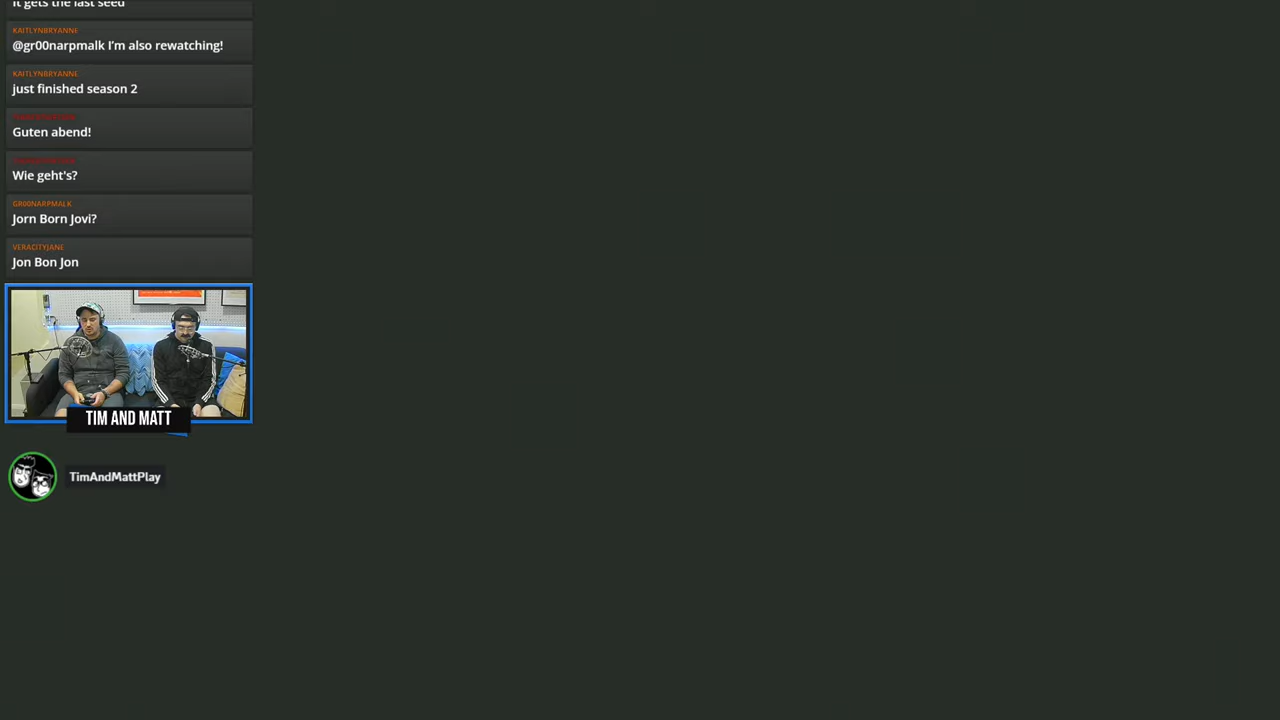 it gets the last seed
KAITLYNBRYANNE
@gr00narpmalk I'm also rewatching!
KAITLYNBRYANNE
just finished season 2
Guten abend!
Wie geht's?
GR00NARPMALK
Jorn Born Jovi?
VERACITYJANE
Jon Bon Jon
TIM AND MATT
TimAndMattPlay